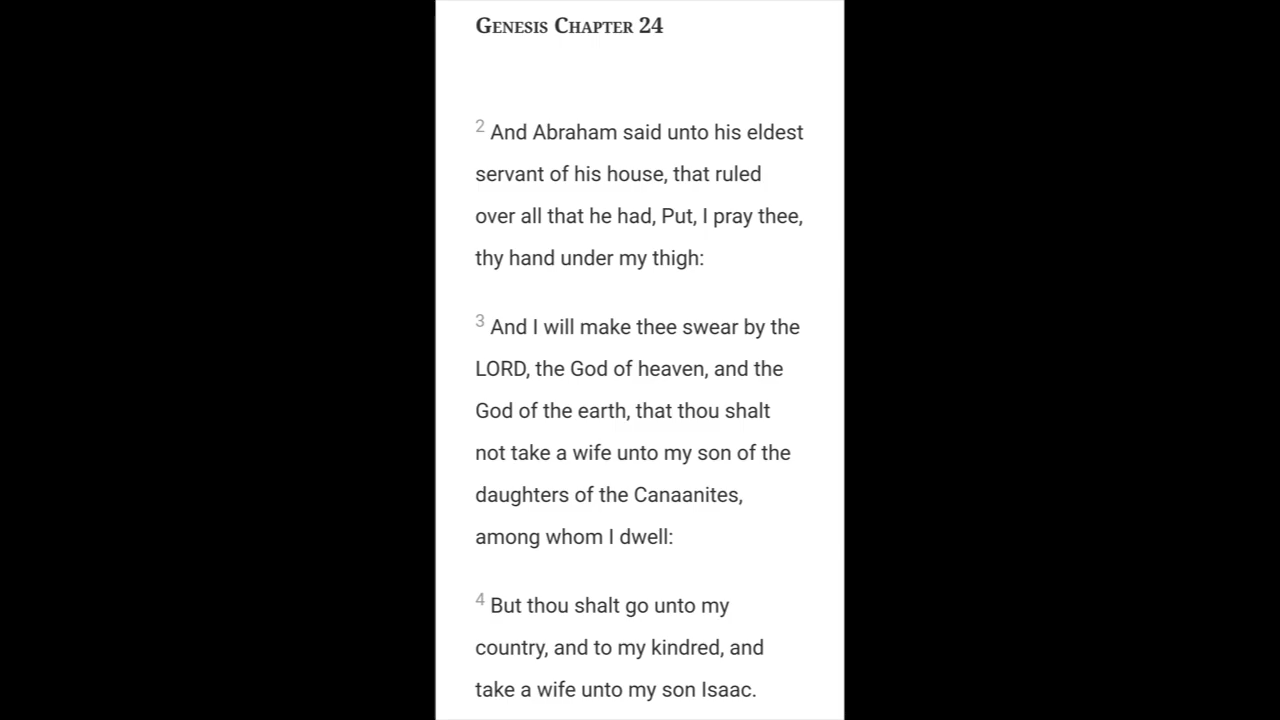 Genesis Chapter 24
2 And Abraham said unto his eldest
servant of his house, that ruled
over all that he had, Put, I pray thee,
thy hand under my thigh:
3 And I will make thee swear by the
LORD, the God of heaven, and the
God of the earth, that thou shalt
not take a wife unto my son of the
daughters of the Canaanites,
among whom I dwell:
4 But thou shalt go unto my
country, and to my kindred, and
take a wife unto my son Isaac.